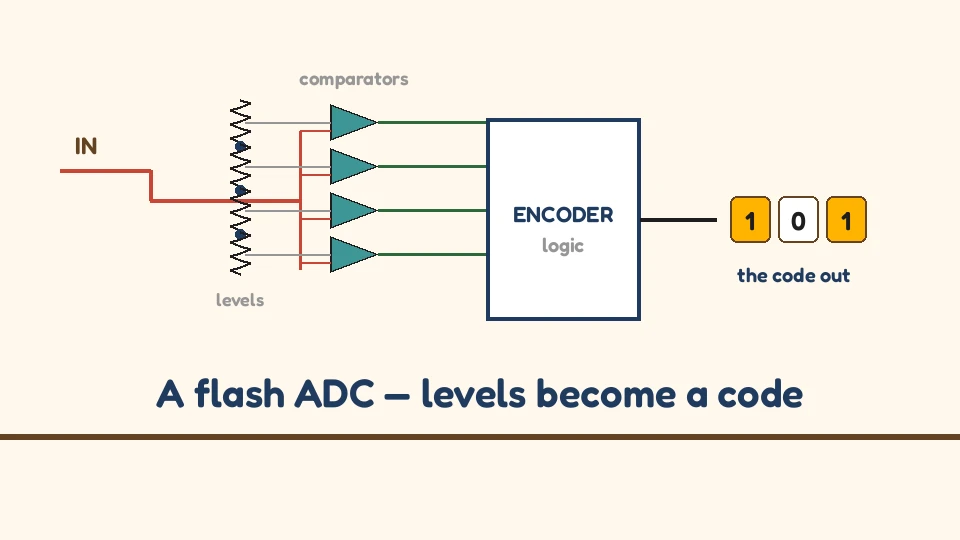 comparators
IN
ENCODER
logic
1 0 1
the code out
levels
A flash ADC — levels become a code